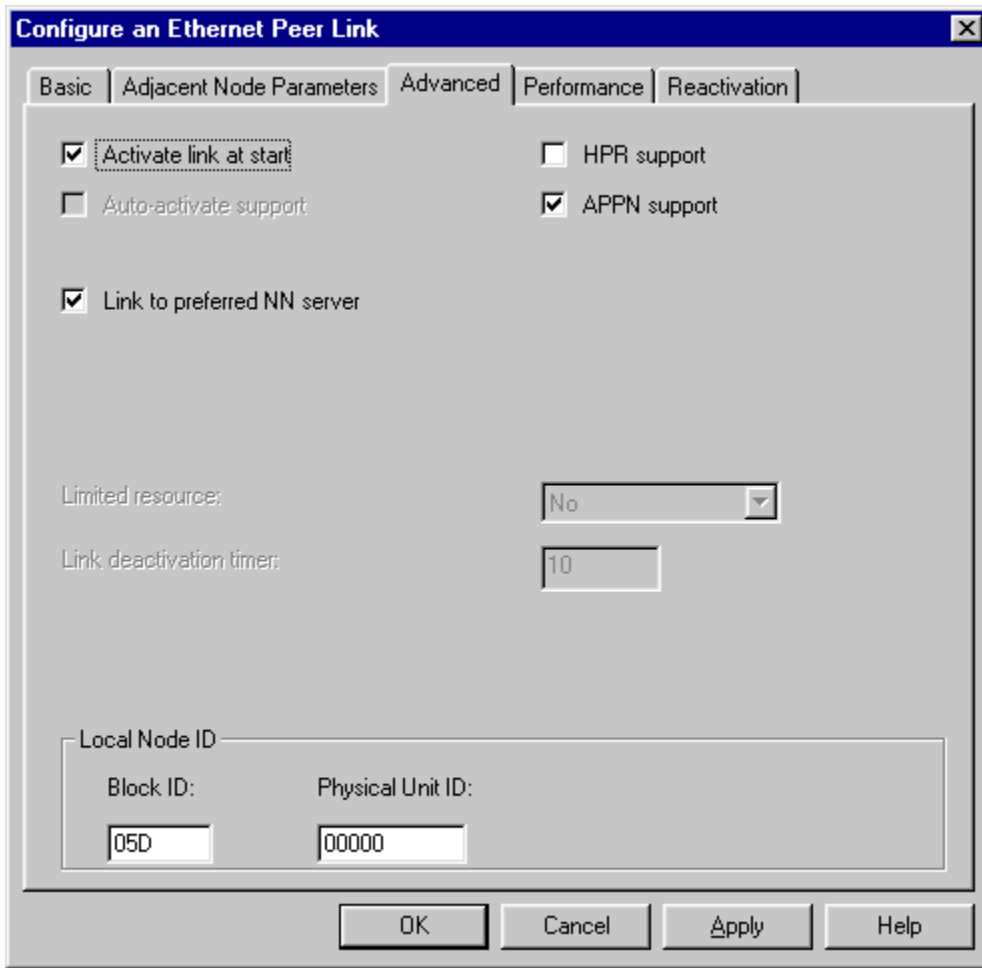 Configure an Ethernet Peer Link
Basic Adjacent Node Parameters Advanced Performance Reactivation
Activate link at start HPR support
Auto-activate support APPN support
Link to preferred NN server
Limited resource: No
Link deactivation timer: 10
Local Node ID
Block ID: Physical Unit ID:
05D 00000
OK Cancel Apply Help